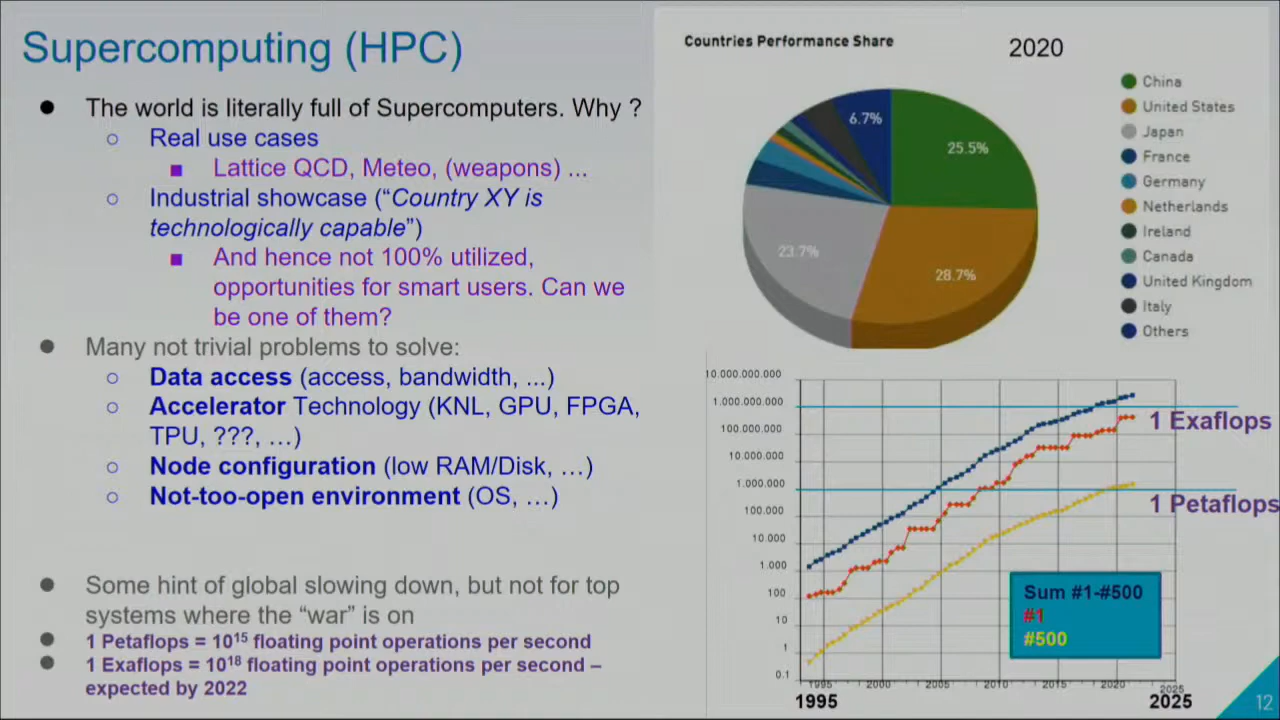 Supercomputing (HPC)
● The world is literally full of Supercomputers. Why ?
○ Real use cases
■ Lattice QCD, Meteo, (weapons) ...
○ Industrial showcase (“Country XY is
technologically capable”)
■ And hence not 100% utilized,
opportunities for smart users. Can we
be one of them?
● Many not trivial problems to solve:
○ Data access (access, bandwidth, ...)
○ Accelerator Technology (KNL, GPU, FPGA,
TPU, ???, …)
○ Node configuration (low RAM/Disk, …)
○ Not-too-open environment (OS, …)
● Some hint of global slowing down, but not for top
systems where the “war” is on
● 1 Petaflops = 10¹⁵ floating point operations per second
● 1 Exaflops = 10¹⁸ floating point operations per second –
expected by 2022
Countries Performance Share
2020
6.7%
25.5%
23.7%
28.7%
China
United States
Japan
France
Germany
Netherlands
Ireland
Canada
United Kingdom
Italy
Others
10.000.000.000
1.000.000.000
100.000.000
10.000.000
1.000.000
100.000
10.000
1.000
100
10
1
0.1
1 Exaflops
1 Petaflops
Sum #1-#500
#1
#500
1995 2000 2005 2010 2015 2020 2025
1995 2025
12